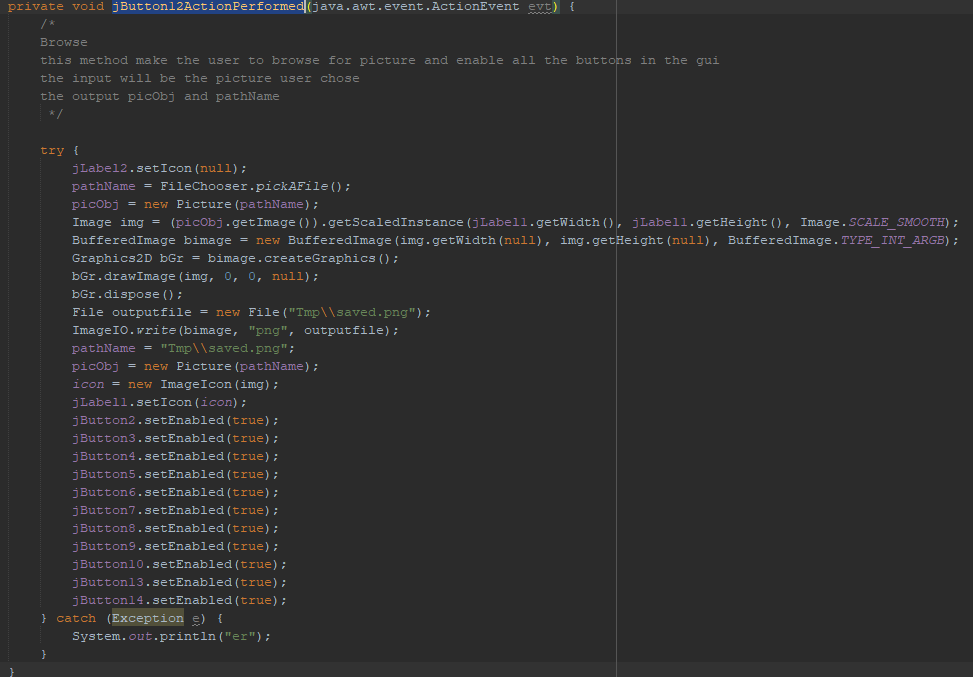 private void jButton12ActionPerformed(java.awt.event.ActionEvent evt) {
/*
Browse
this method make the user to browse for picture and enable all the buttons in the gui
the input will be the picture user chose
the output picObj and pathName
*/
try {
jLabel2.setIcon(null);
pathName = FileChooser.pickAFile();
picObj = new Picture(pathName);
Image img = (picObj.getImage()).getScaledInstance(jLabel1.getWidth(), jLabel1.getHeight(), Image.SCALE_SMOOTH);
BufferedImage bimage = new BufferedImage(img.getWidth(null), img.getHeight(null), BufferedImage.TYPE_INT_ARGB);
Graphics2D bGr = bimage.createGraphics();
bGr.drawImage(img, 0, 0, null);
bGr.dispose();
File outputfile = new File("Tmp\\saved.png");
ImageIO.write(bimage, "png", outputfile);
pathName = "Tmp\\saved.png";
picObj = new Picture(pathName);
icon = new ImageIcon(img);
jLabel1.setIcon(icon);
jButton2.setEnabled(true);
jButton3.setEnabled(true);
jButton4.setEnabled(true);
jButton5.setEnabled(true);
jButton6.setEnabled(true);
jButton7.setEnabled(true);
jButton8.setEnabled(true);
jButton9.setEnabled(true);
jButton10.setEnabled(true);
jButton13.setEnabled(true);
jButton14.setEnabled(true);
} catch (Exception e) {
System.out.println("er");
}
}